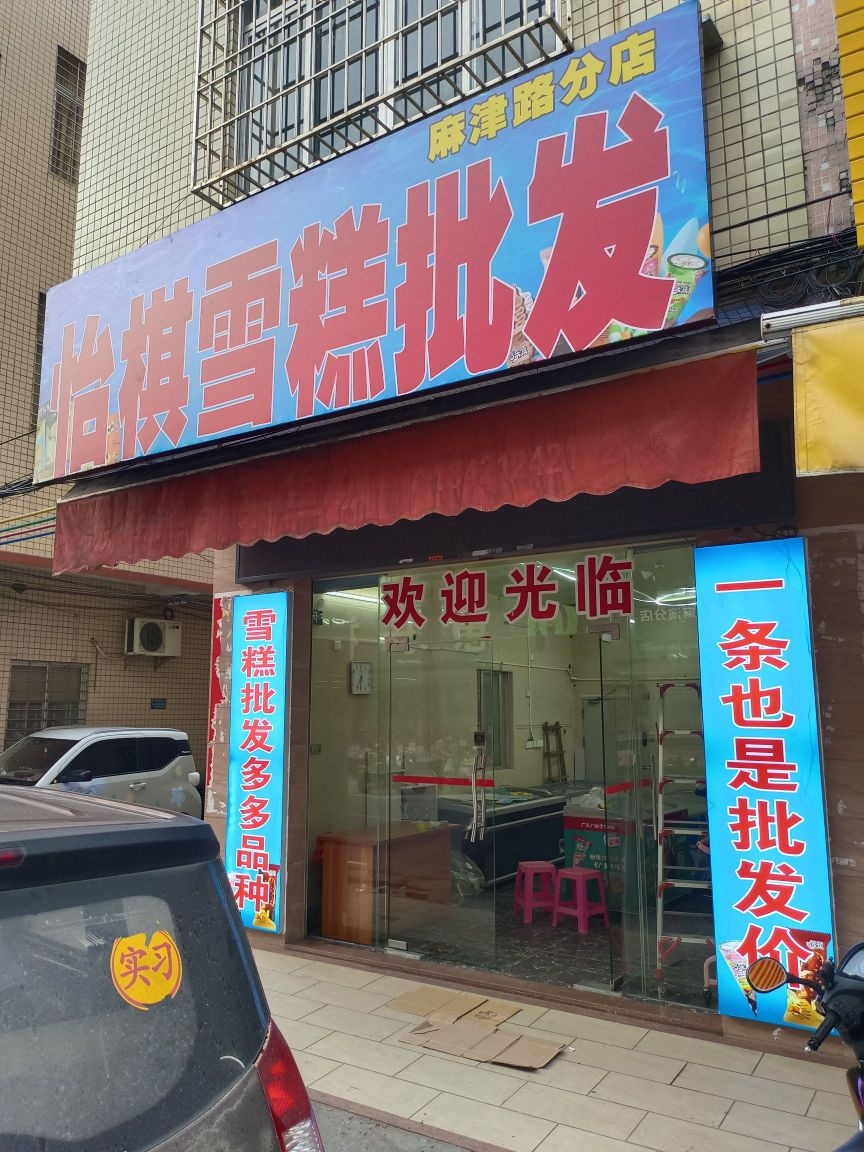 麻津路分店
怡棋雪糕批发
欢迎光临
雪糕批发多多品种
一条也是批发价
实习